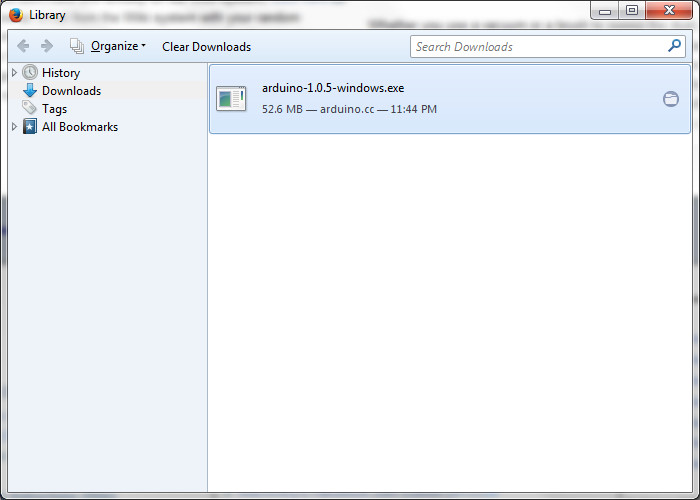 Library
Organize
Clear Downloads
Search Downloads
History
Downloads
Tags
All Bookmarks
arduino-1.0.5-windows.exe
52.6 MB — arduino.cc — 11:44 PM